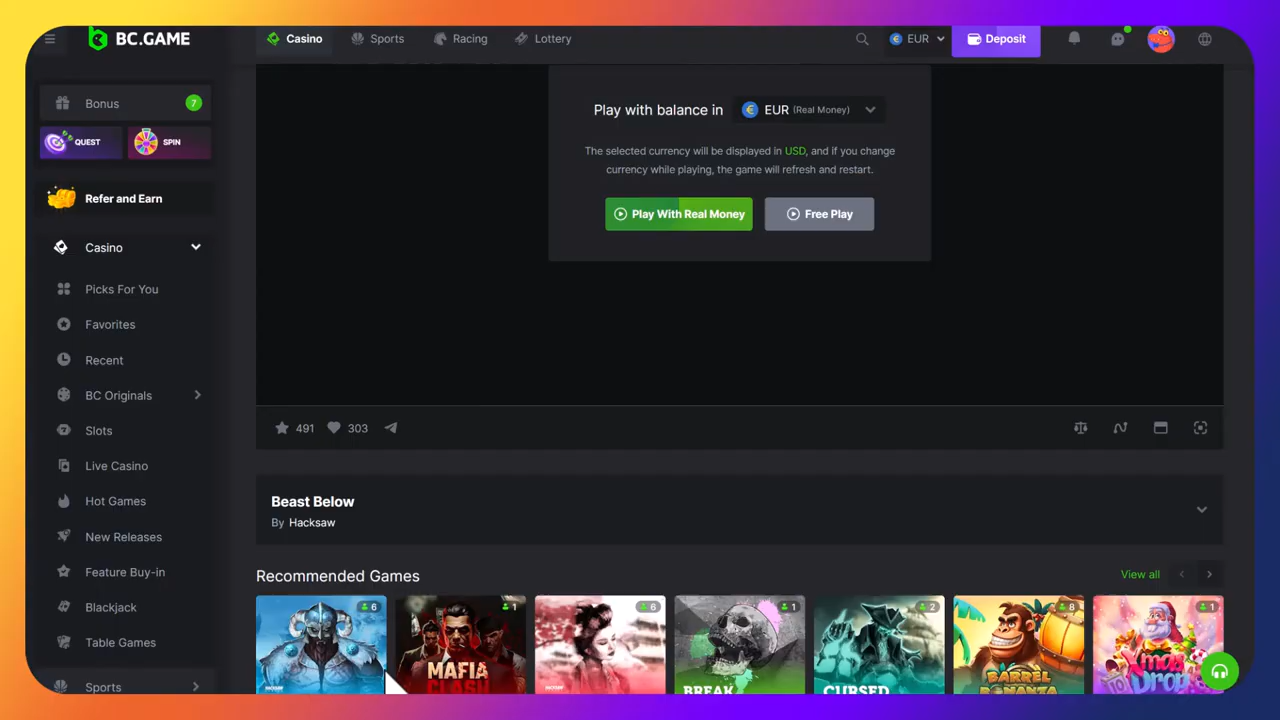 BC.GAME
Casino
Sports
Racing
Lottery
EUR
Deposit
Bonus
7
QUEST
SPIN
Refer and Earn
Casino
Picks For You
Favorites
Recent
BC Originals
Slots
Live Casino
Hot Games
New Releases
Feature Buy-in
Blackjack
Table Games
Sports
Play with balance in
€ EUR (Real Money)
The selected currency will be displayed in USD, and if you change
currency while playing, the game will refresh and restart.
Play With Real Money
Free Play
491
303
Beast Below
By Hacksaw
Recommended Games
View all
6
1
6
1
2
8
1
MAFIA
CLASH
BREAK
CURSED
BARREL
BONANZA
Xmas
Drop